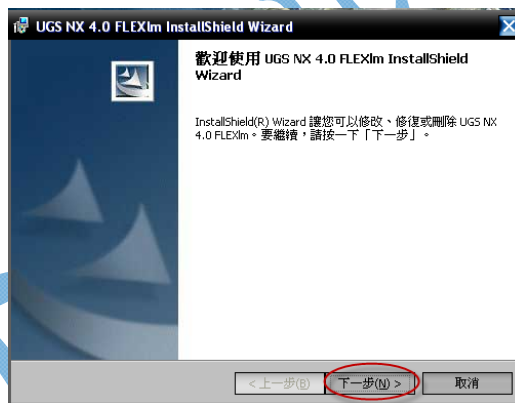 UGS NX 4.0 FLEXlm InstallShield Wizard
歡迎使用 UGS NX 4.0 FLEXlm InstallShield
Wizard
InstallShield(R) Wizard 讓您可以修改、修復或刪除 UGS NX
4.0 FLEXlm。要繼續，請按一下「下一步」。
< 上一步(B)
下一步(N) >
取消